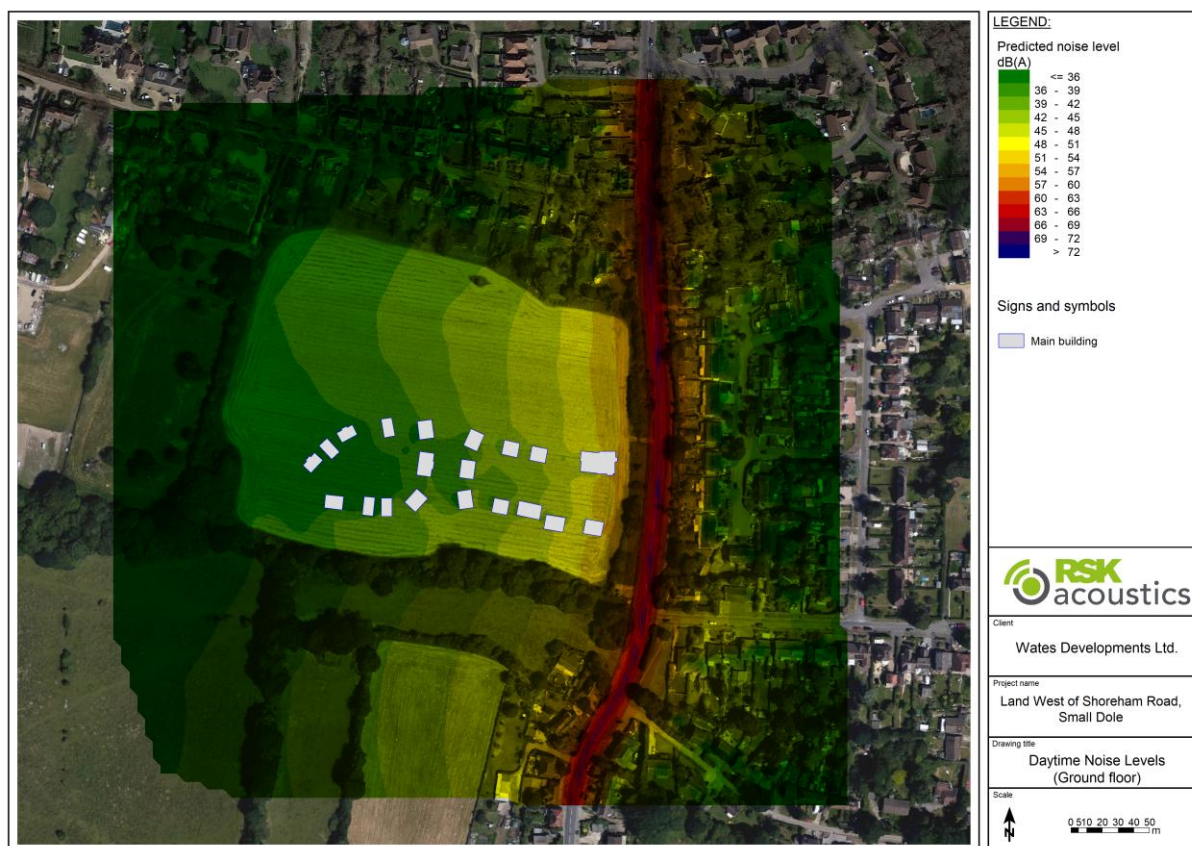 LEGEND:
Predicted noise level
dB(A)
<= 36
36 - 39
39 - 42
42 - 45
45 - 48
48 - 51
51 - 54
54 - 57
57 - 60
60 - 63
63 - 66
66 - 69
69 - 72
> 72
Signs and symbols
Main building
RSK
acoustics
Client
Wates Developments Ltd.
Project name
Land West of Shoreham Road,
Small Dole
Drawing title
Daytime Noise Levels
(Ground floor)
Scale
N
0 510 20 30 40 50
m